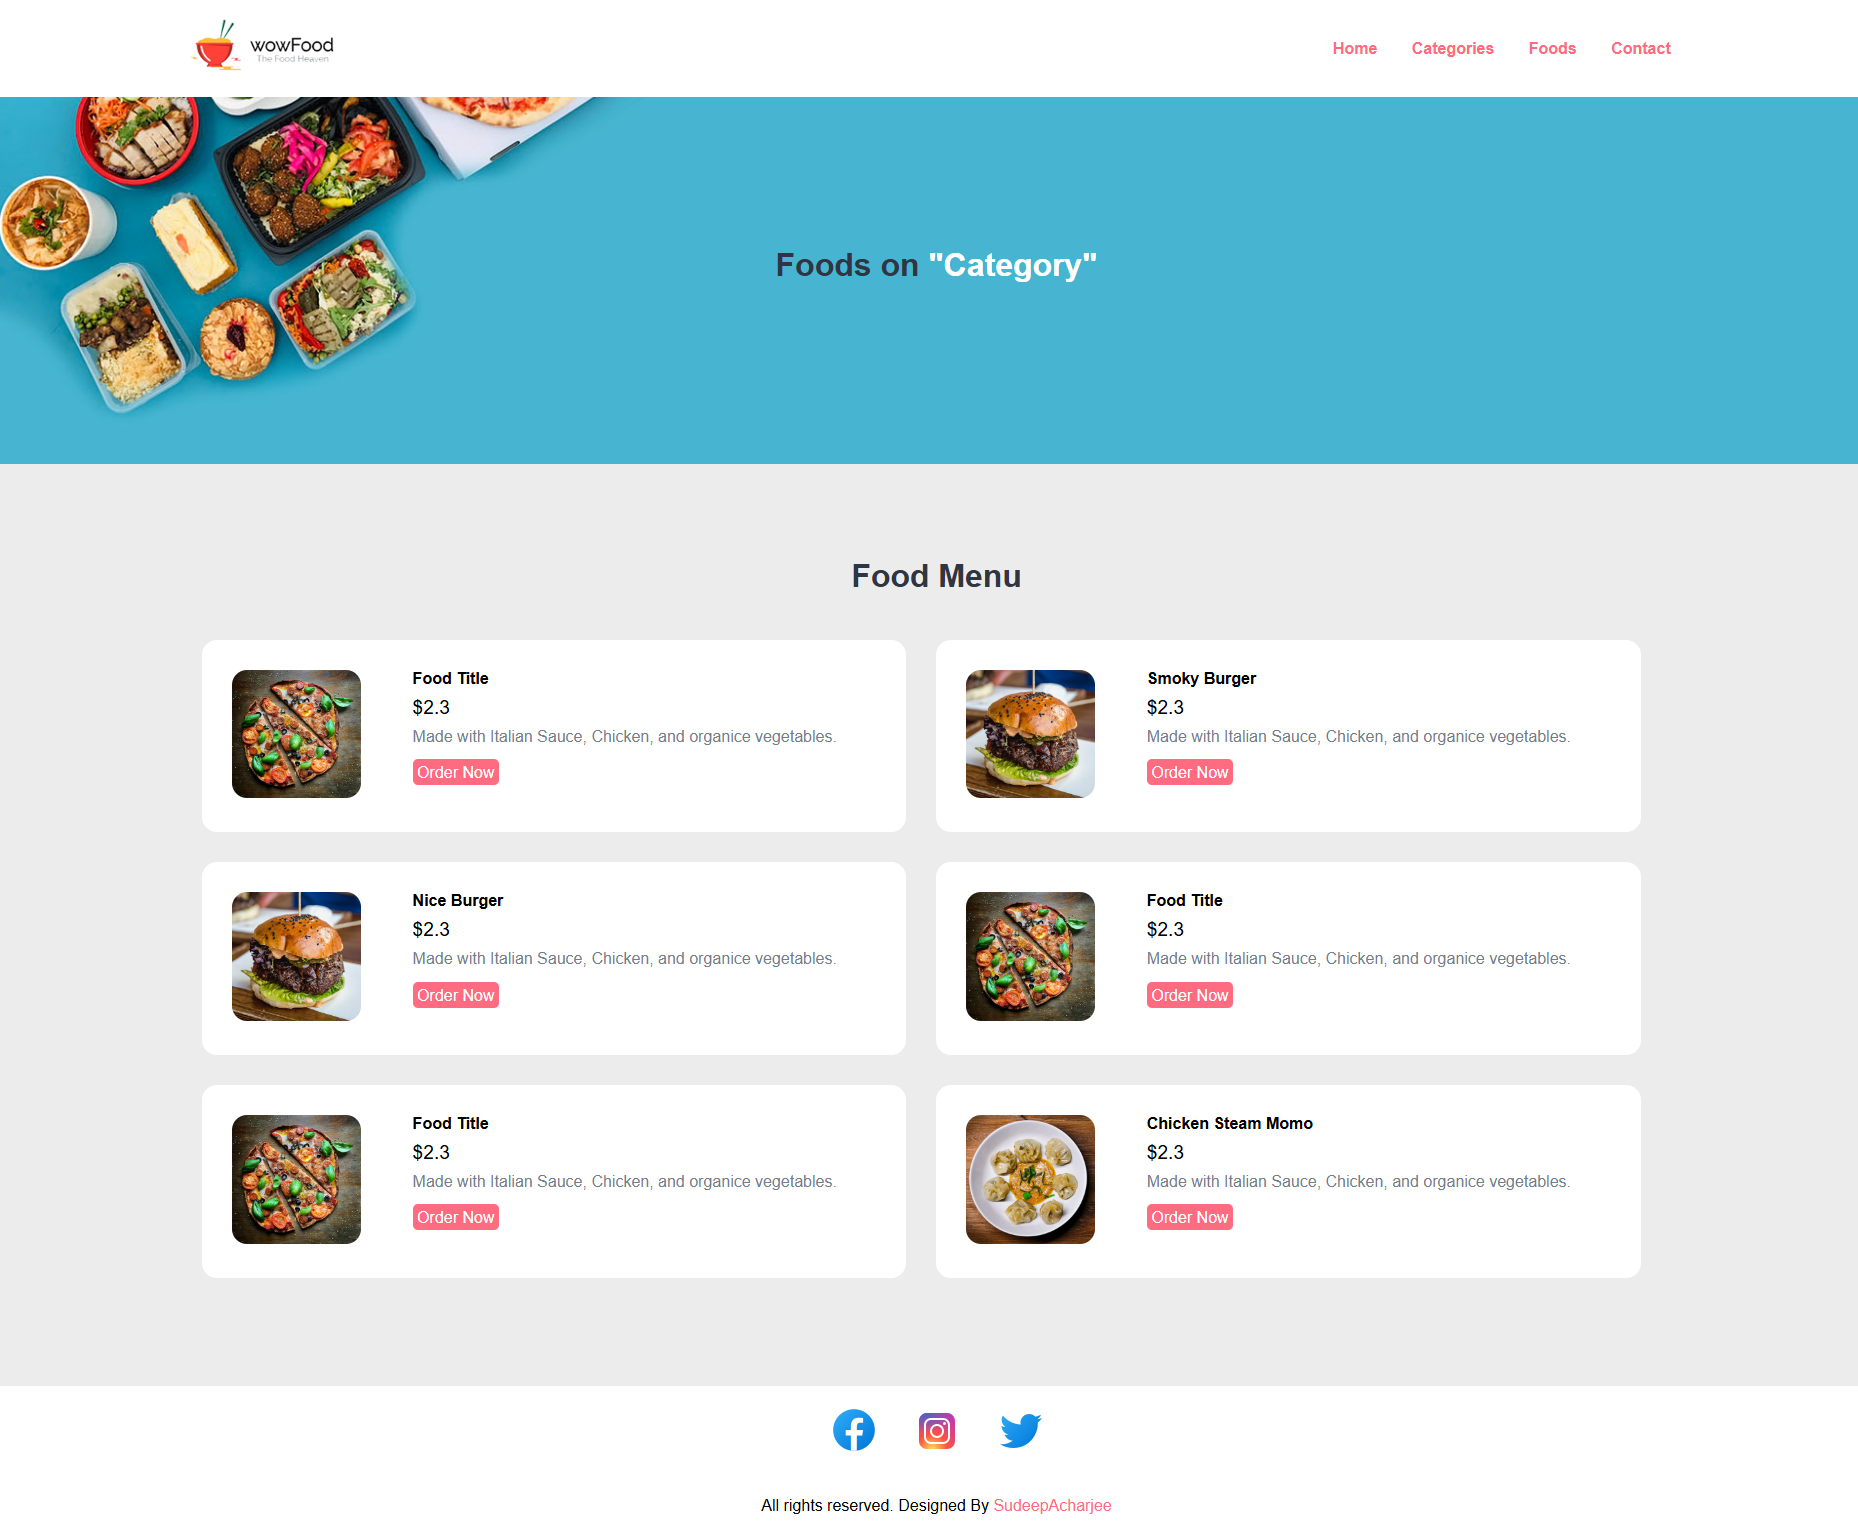 wowFood
The Food Heaven
Home Categories Foods Contact
Foods on "Category"
Food Menu
Food Title
$2.3
Made with Italian Sauce, Chicken, and organice vegetables.
Order Now
Smoky Burger
$2.3
Made with Italian Sauce, Chicken, and organice vegetables.
Order Now
Nice Burger
$2.3
Made with Italian Sauce, Chicken, and organice vegetables.
Order Now
Food Title
$2.3
Made with Italian Sauce, Chicken, and organice vegetables.
Order Now
Food Title
$2.3
Made with Italian Sauce, Chicken, and organice vegetables.
Order Now
Chicken Steam Momo
$2.3
Made with Italian Sauce, Chicken, and organice vegetables.
Order Now
All rights reserved. Designed By SudeepAcharjee